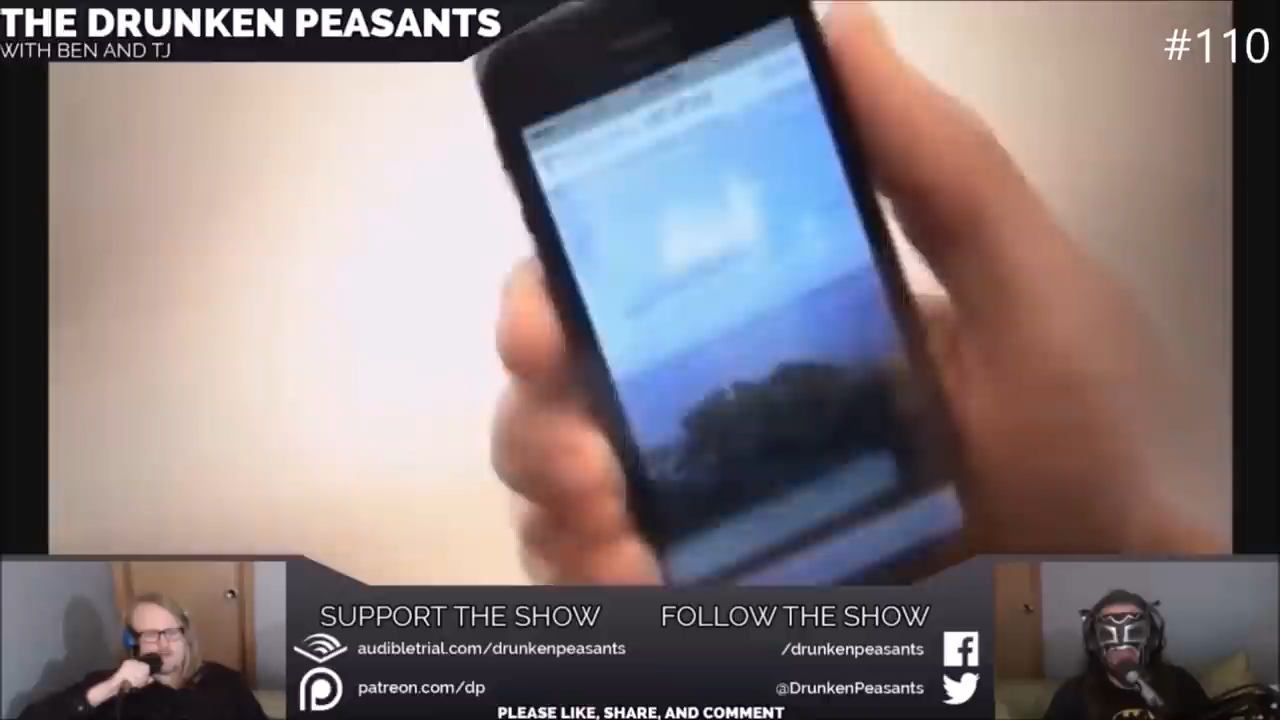 THE DRUNKEN PEASANTS
WITH BEN AND TJ
#110
SUPPORT THE SHOW
audibletrial.com/drunkenpeasants
patreon.com/dp
FOLLOW THE SHOW
/drunkenpeasants
@DrunkenPeasants
PLEASE LIKE, SHARE, AND COMMENT